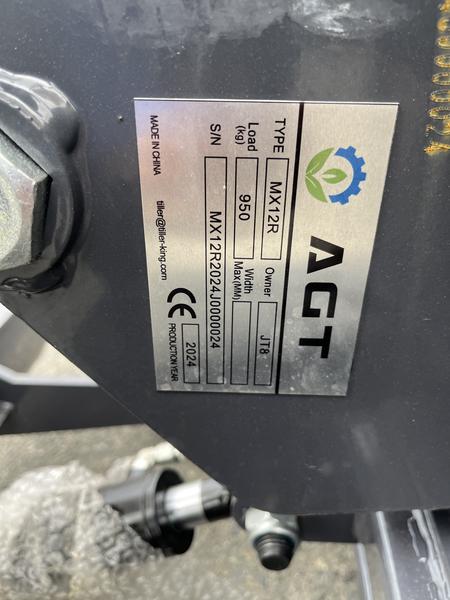 AGT
TYPE MX12R Owner JT8
Load (kg) 950 Width Max(MM)
S/N MX12R2024J0000024
2024
CE PRODUCTION YEAR
MADE IN CHINA tiller@tiller-king.com